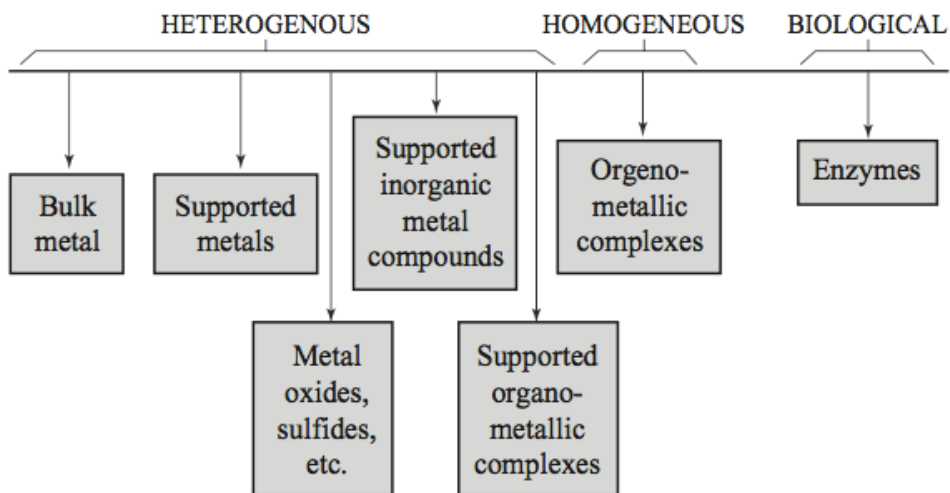 HETEROGENOUS
HOMOGENEOUS
BIOLOGICAL
Bulk
metal
Supported
metals
Supported
inorganic
metal
compounds
Orgeno-
metallic
complexes
Enzymes
Metal
oxides,
sulfides,
etc.
Supported
organo-
metallic
complexes